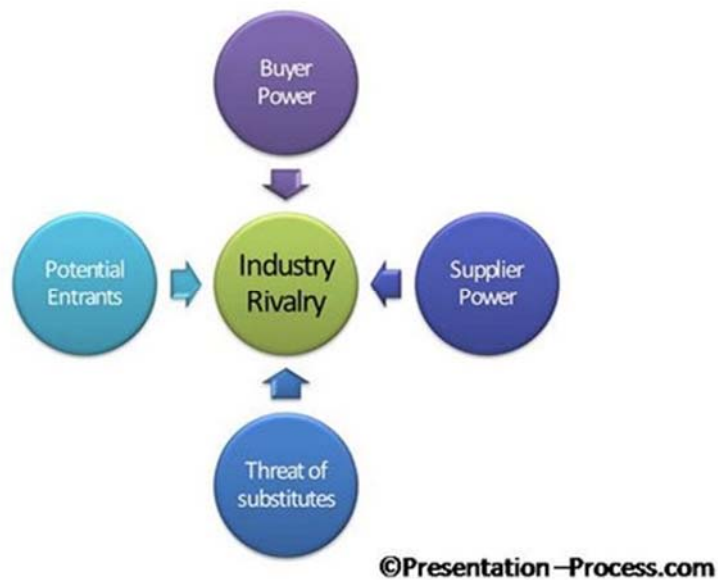 Buyer
Power
Potential
Entrants
Industry
Rivalry
Supplier
Power
Threat of
substitutes
©Presentation-Process.com